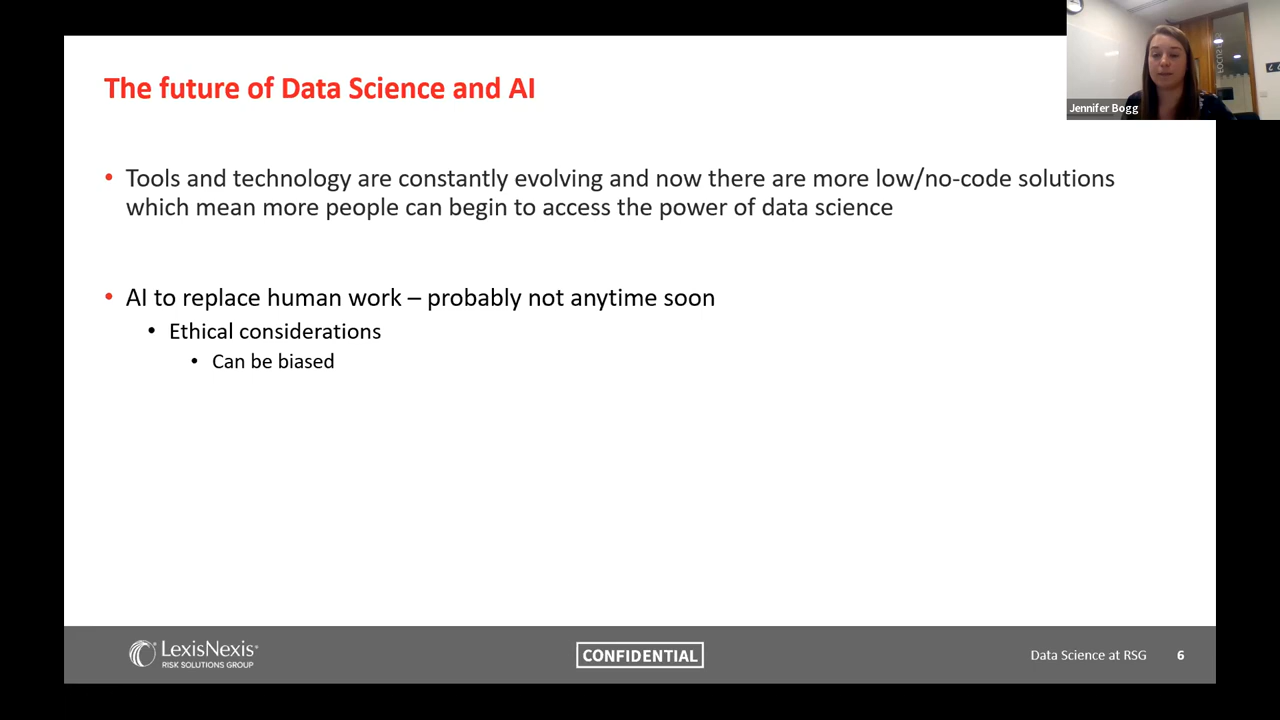 The future of Data Science and AI
Jennifer Bogg
• Tools and technology are constantly evolving and now there are more low/no-code solutions
which mean more people can begin to access the power of data science
• AI to replace human work – probably not anytime soon
• Ethical considerations
• Can be biased
LexisNexis®
RISK SOLUTIONS GROUP
CONFIDENTIAL
Data Science at RSG 6